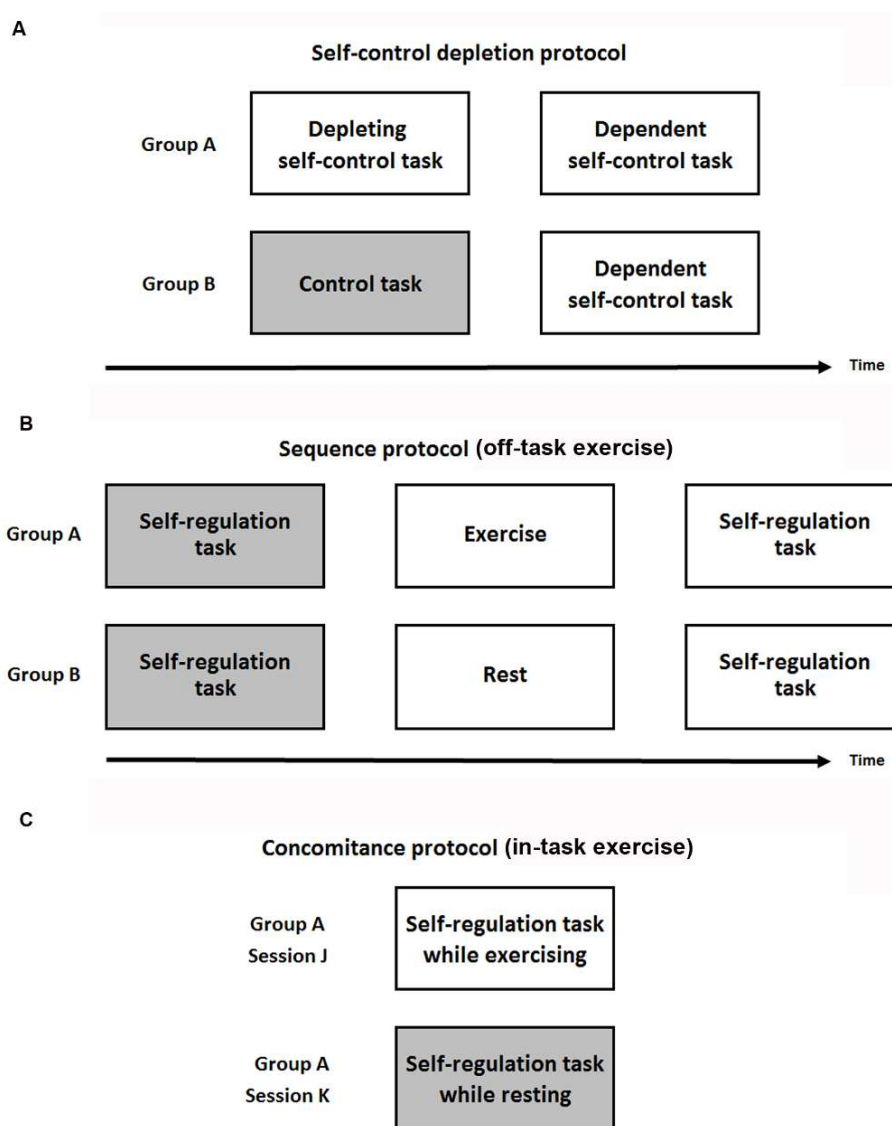 A
Self-control depletion protocol
Group A
Depleting
self-control task
Dependent
self-control task
Group B
Control task
Dependent
self-control task
Time
B
Sequence protocol (off-task exercise)
Group A
Self-regulation
task
Exercise
Self-regulation
task
Group B
Self-regulation
task
Rest
Self-regulation
task
Time
C
Concomitance protocol (in-task exercise)
Group A
Session J
Self-regulation task
while exercising
Group A
Session K
Self-regulation task
while resting